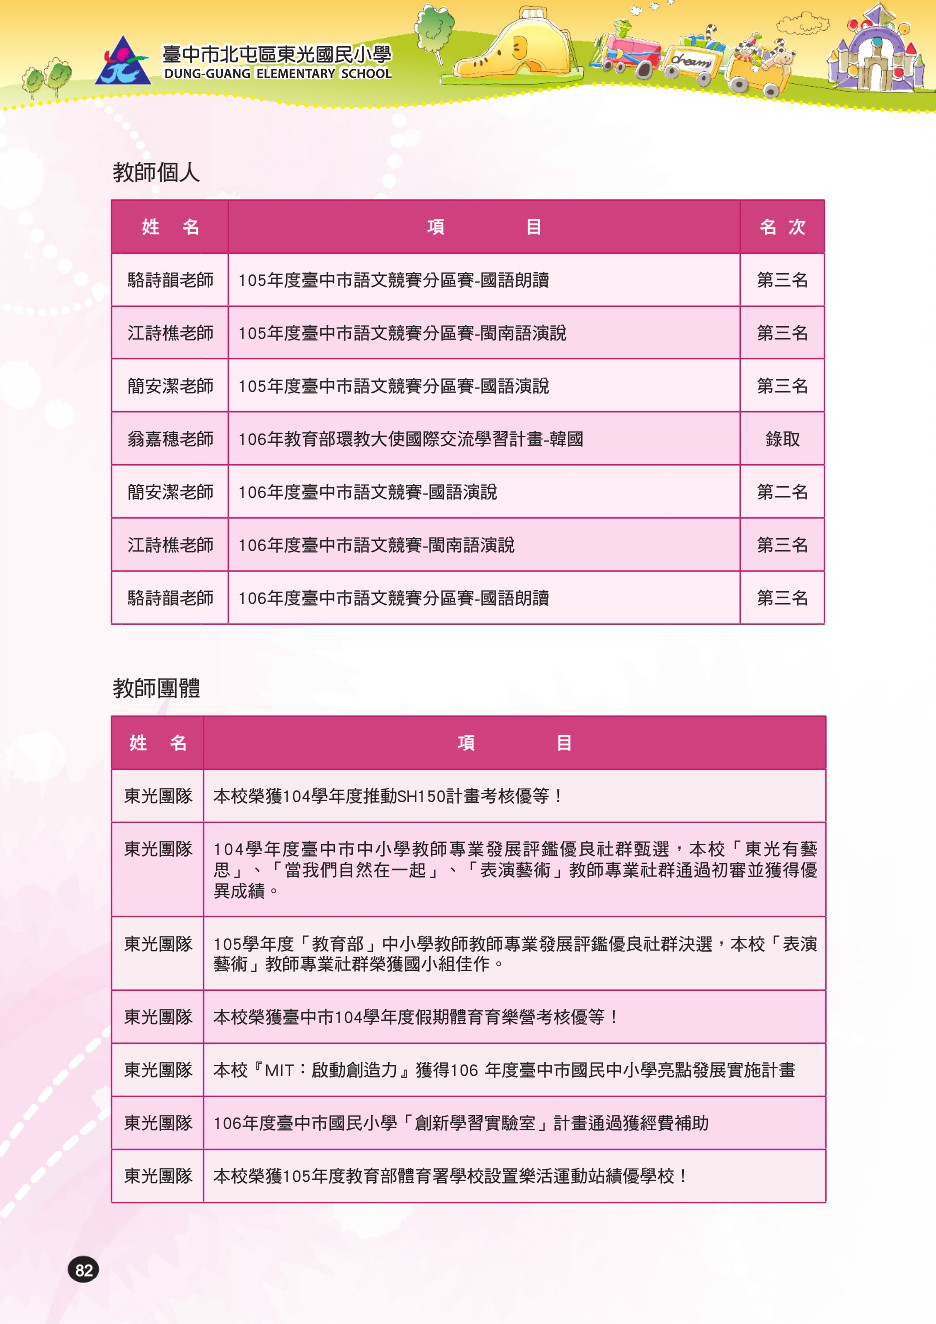 臺中市北屯區東光國民小學
DUNG-GUANG ELEMENTARY SCHOOL
dream
教師個人
姓 名 項 目 名 次
駱詩韻老師 105年度臺中市語文競賽分區賽-國語朗讀 第三名
江詩樵老師 105年度臺中市語文競賽分區賽-閩南語演說 第三名
簡安潔老師 105年度臺中市語文競賽分區賽-國語演說 第三名
翁嘉穗老師 106年教育部環教大使國際交流學習計畫-韓國 錄取
簡安潔老師 106年度臺中市語文競賽-國語演說 第二名
江詩樵老師 106年度臺中市語文競賽-閩南語演說 第三名
駱詩韻老師 106年度臺中市語文競賽分區賽-國語朗讀 第三名
教師團體
姓 名 項 目
東光團隊 本校榮獲104學年度推動SH150計畫考核優等！
東光團隊 104學年度臺中市中小學教師專業發展評鑑優良社群甄選，本校「東光有藝
思」、「當我們自然在一起」、「表演藝術」教師專業社群通過初審並獲得優
異成績。
東光團隊 105學年度「教育部」中小學教師教師專業發展評鑑優良社群決選，本校「表演
藝術」教師專業社群榮獲國小組佳作。
東光團隊 本校榮獲臺中市104學年度假期體育育樂營考核優等！
東光團隊 本校『MIT：啟動創造力』獲得106 年度臺中市國民中小學亮點發展實施計畫
東光團隊 106年度臺中市國民小學「創新學習實驗室」計畫通過獲經費補助
東光團隊 本校榮獲105年度教育部體育署學校設置樂活運動站績優學校！
82